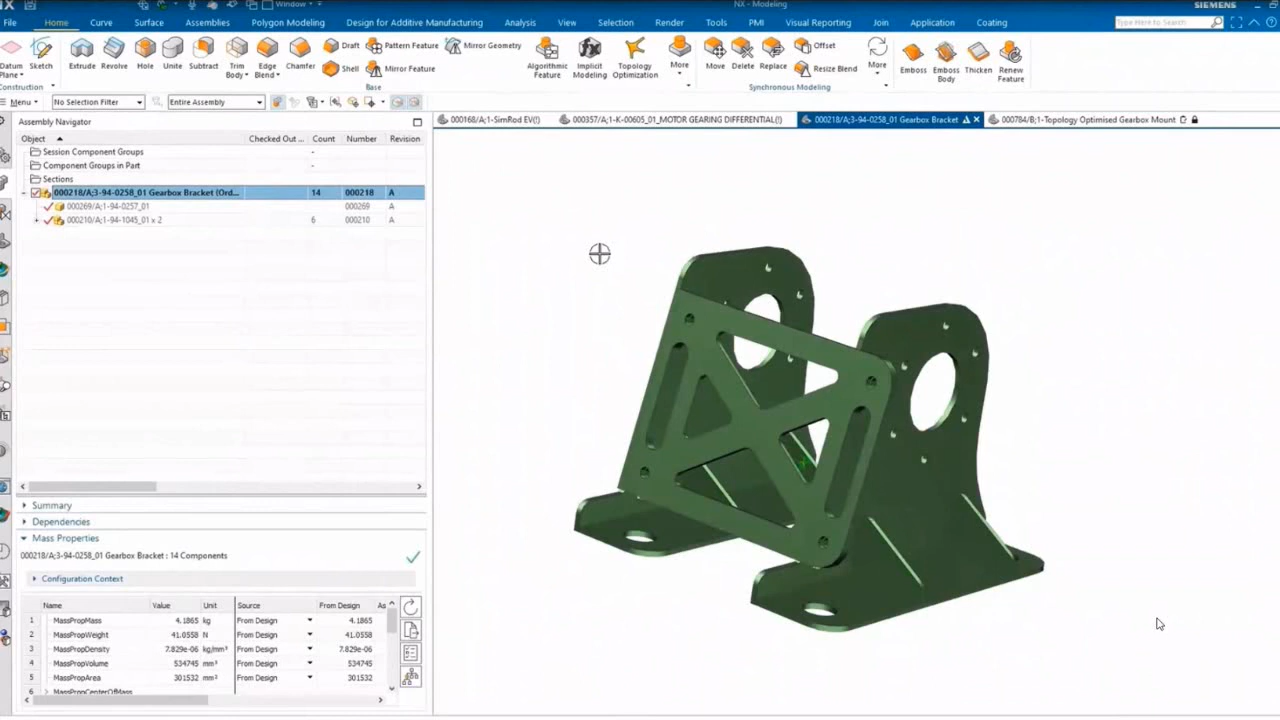 NX Window NX - Modeling SIEMENS
File Home Curve Surface Assemblies Polygon Modeling Design for Additive Manufacturing Analysis View Selection Render Tools PMI Visual Reporting Join Application Coating Type Here to Search
Datum Plane Sketch Extrude Revolve Hole Unite Subtract Trim Body Edge Blend Chamfer Draft Shell Pattern Feature Mirror Feature Mirror Geometry Algorithmic Feature Implicit Modeling Topology Optimization More Move Delete Replace Offset Resize Blend More Emboss Emboss Body Thicken Renew Feature
Construction Base Synchronous Modeling
Menu No Selection Filter Entire Assembly
Assembly Navigator 000168/A;1-SimRod EV(!) 000357/A;1-K-00605_01_MOTOR GEARING DIFFERENTIAL(!) 000218/A;3-94-0258_01 Gearbox Bracket 000784/B;1-Topology Optimised Gearbox Mount
Object Checked Out ... Count Number Revision
Session Component Groups -
Component Groups in Part -
Sections
000218/A;3-94-0258_01 Gearbox Bracket (Ord... 14 000218 A
000269/A;1-94-0257_01 000269 A
000210/A;1-94-1045_01 x 2 6 000210 A
Summary
Dependencies
Mass Properties
000218/A;3-94-0258_01 Gearbox Bracket : 14 Components
Configuration Context
Name Value Unit Source From Design As
1 MassPropMass 4.1865 kg From Design 4.1865
2 MassPropWeight 41.0558 N From Design 41.0558
3 MassPropDensity 7.829e-06 kg/mm³ From Design 7.829e-06
4 MassPropVolume 534745 mm³ From Design 534745
5 MassPropArea 301532 mm² From Design 301532
6 MassPropCenterOfMass